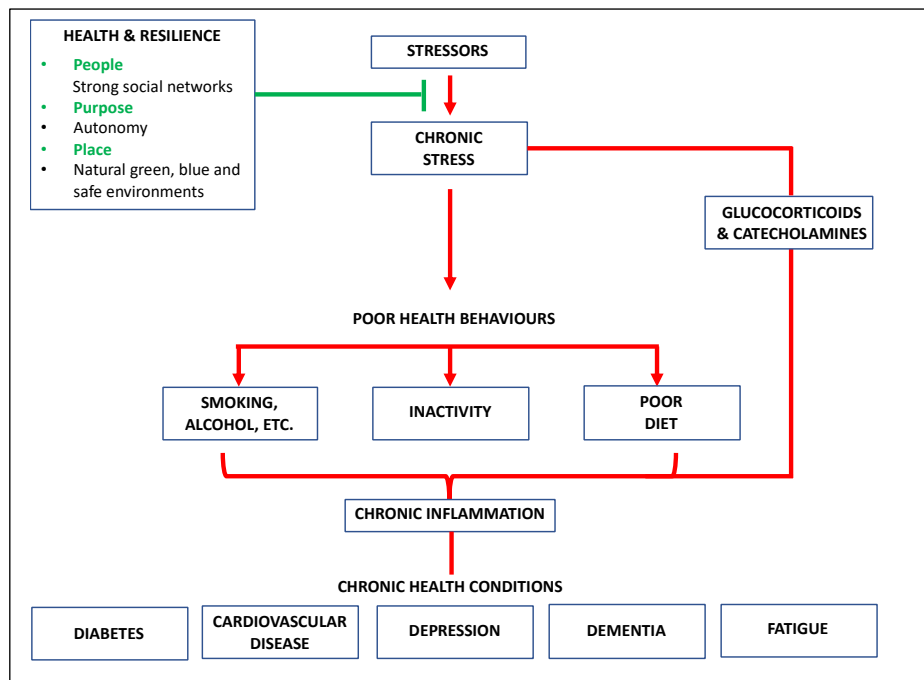 HEALTH & RESILIENCE
• People
Strong social networks
• Purpose
• Autonomy
• Place
• Natural green, blue and
safe environments
STRESSORS
CHRONIC
STRESS
GLUCOCORTICOIDS
& CATECHOLAMINES
POOR HEALTH BEHAVIOURS
SMOKING,
ALCOHOL, ETC.
INACTIVITY
POOR
DIET
CHRONIC INFLAMMATION
CHRONIC HEALTH CONDITIONS
DIABETES
CARDIOVASCULAR
DISEASE
DEPRESSION
DEMENTIA
FATIGUE